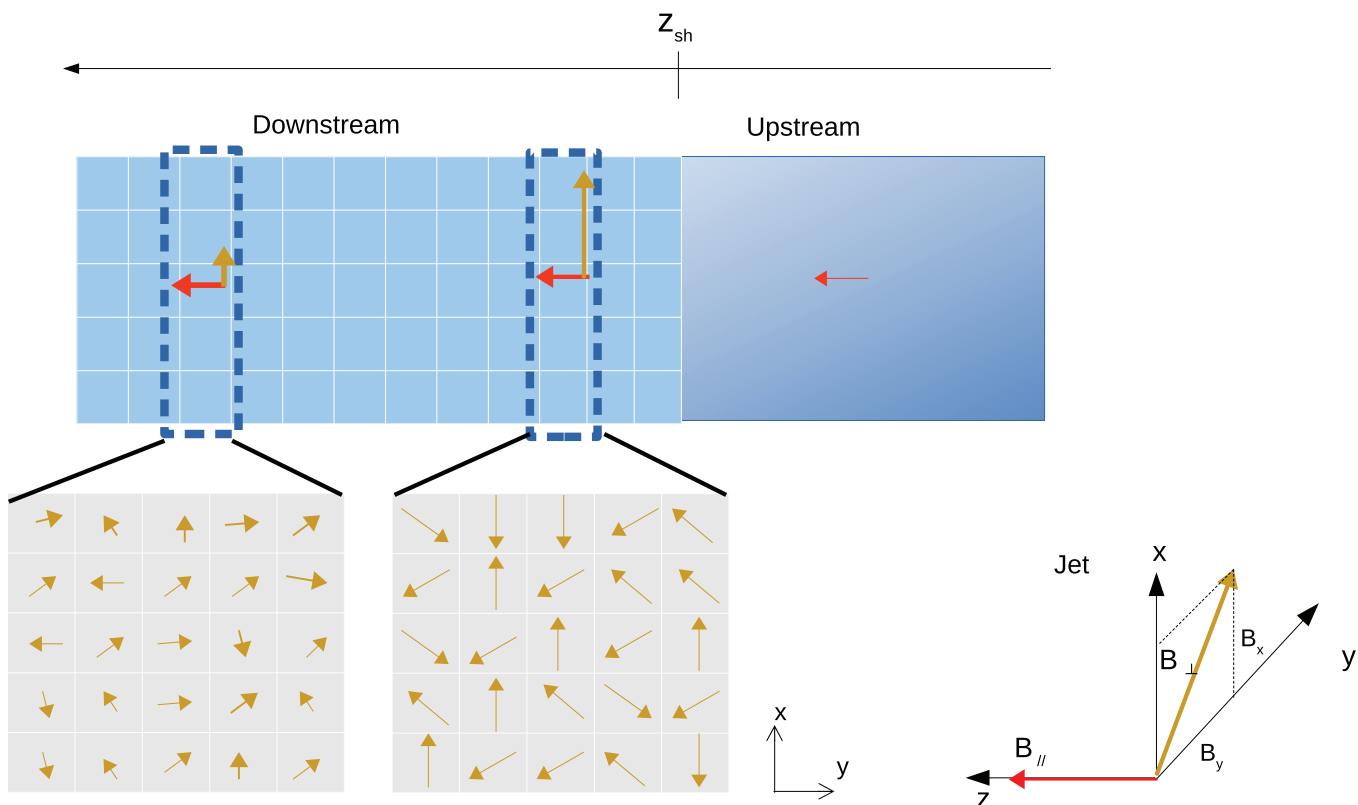 Z_sh
Downstream
Upstream
Jet
x
B_x
B_⊥
y
x
y
B_//
B_y
z